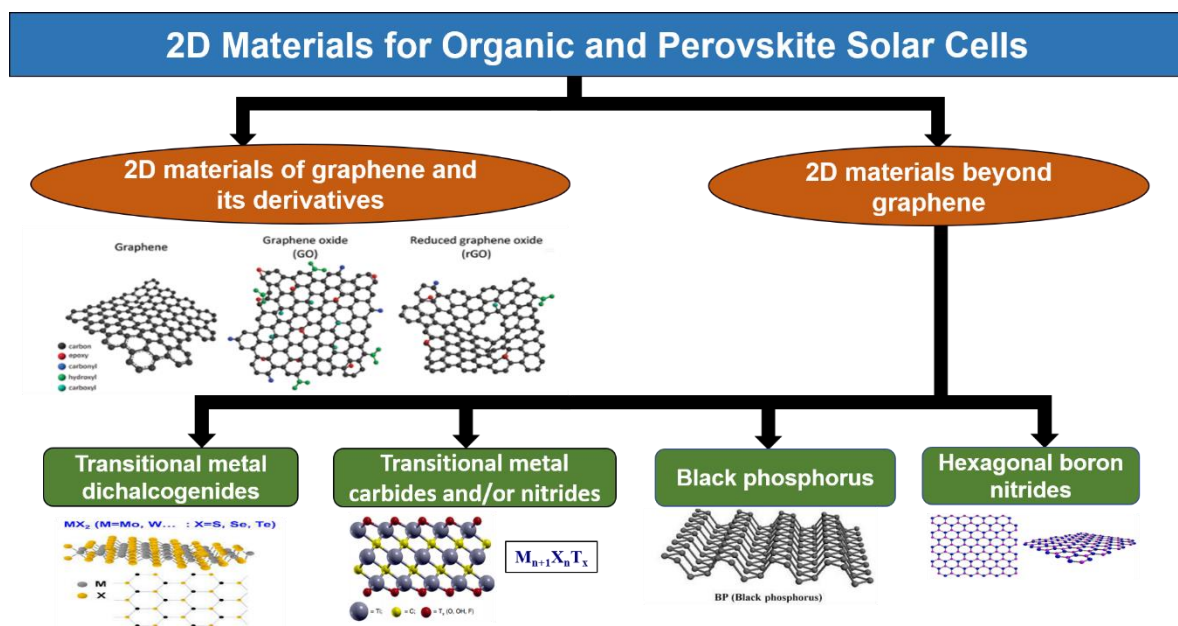 2D Materials for Organic and Perovskite Solar Cells
2D materials of graphene and
its derivatives
2D materials beyond
graphene
Graphene
Graphene oxide
(GO)
Reduced graphene oxide
(rGO)
carbon
epoxy
carbonyl
hydroxyl
carboxyl
Transitional metal
dichalcogenides
Transitional metal
carbides and/or nitrides
Black phosphorus
Hexagonal boron
nitrides
MX₂ (M=Mo, W... : X=S, Se, Te)
M
X
Mₙ₊₁XₙTₓ
= Ti; = C; = Tₓ (O, OH, F)
BP (Black phosphorus)